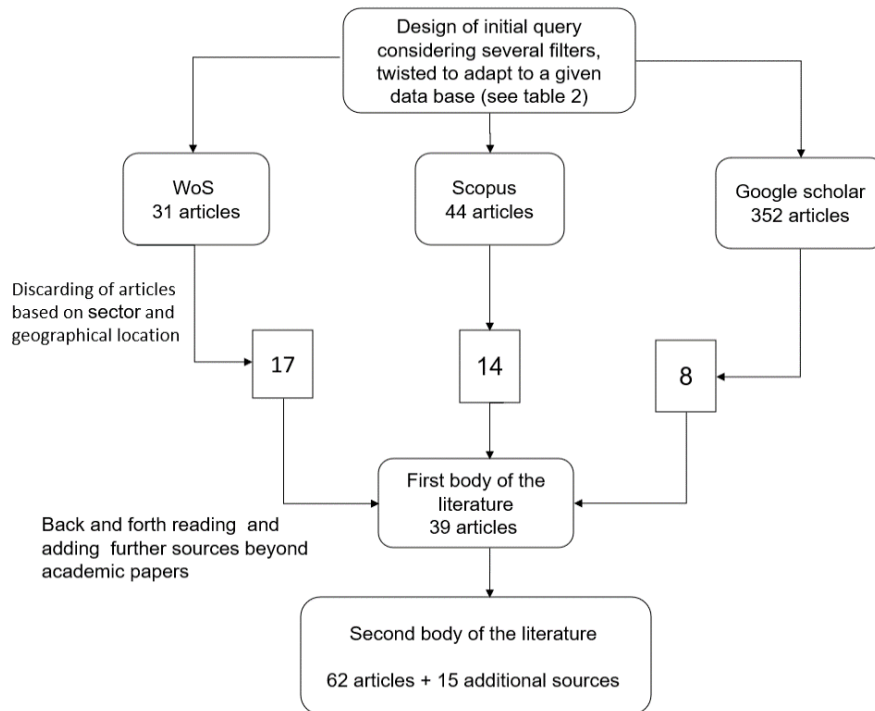 Design of initial query
considering several filters,
twisted to adapt to a given
data base (see table 2)
WoS
31 articles
Scopus
44 articles
Google scholar
352 articles
Discarding of articles
based on sector and
geographical location
17
14
8
First body of the
literature
39 articles
Back and forth reading and
adding further sources beyond
academic papers
Second body of the literature
62 articles + 15 additional sources